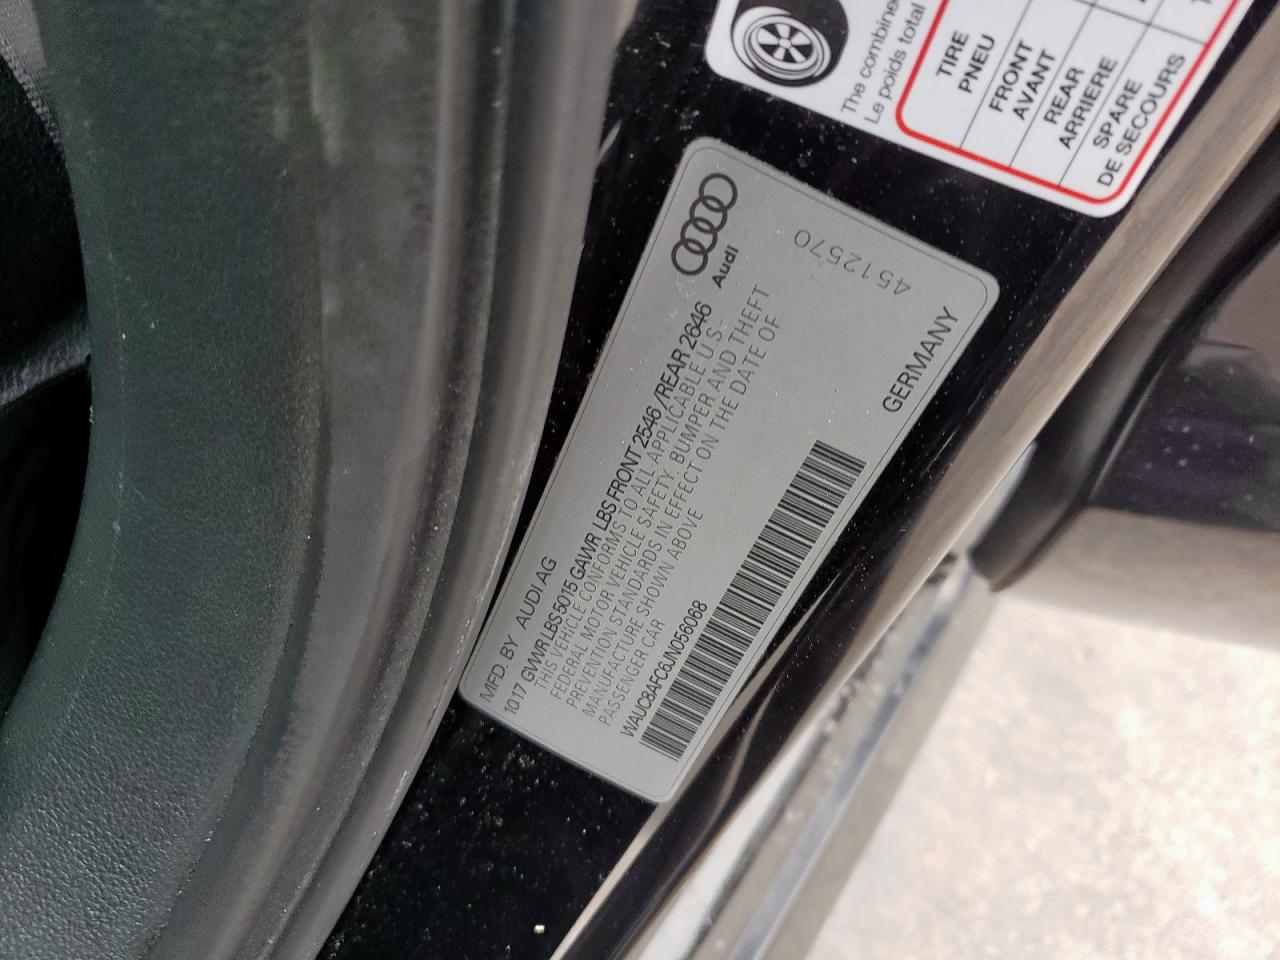 The combined
Le poids total
TIRE
PNEU
FRONT
AVANT
REAR
ARRIERE
SPARE
DE SECOURS
Audi
4512570
MFD. BY AUDI AG
10 17 GVWR LBS 5015 GAWR LBS FRONT 2546 /REAR 2646
THIS VEHICLE CONFORMS TO ALL APPLICABLE U.S.
FEDERAL MOTOR VEHICLE SAFETY, BUMPER AND THEFT
PREVENTION STANDARDS IN EFFECT ON THE DATE OF
MANUFACTURE SHOWN ABOVE
PASSENGER CAR
WAUC8AFC6JN056068
GERMANY